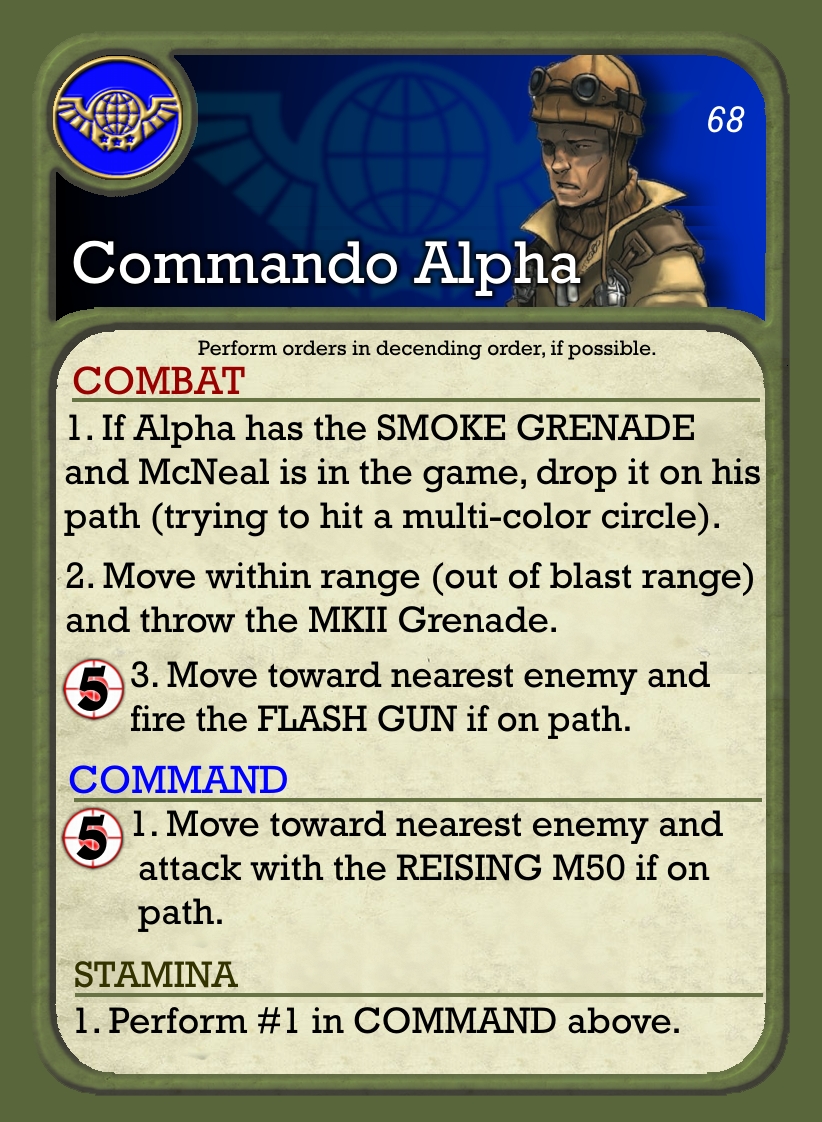 68
Commando Alpha
Perform orders in decending order, if possible.
COMBAT
1. If Alpha has the SMOKE GRENADE
and McNeal is in the game, drop it on his
path (trying to hit a multi-color circle).
2. Move within range (out of blast range)
and throw the MKII Grenade.
5 3. Move toward nearest enemy and
fire the FLASH GUN if on path.
COMMAND
5 1. Move toward nearest enemy and
attack with the REISING M50 if on
path.
STAMINA
1. Perform #1 in COMMAND above.